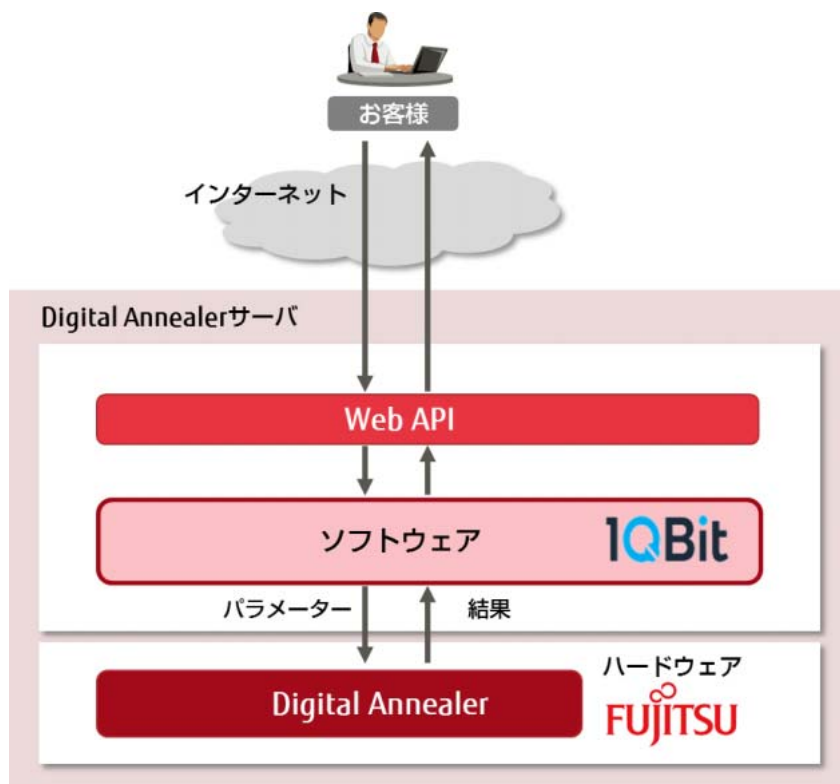 お客様
インターネット
Digital Annealerサーバ
Web API
ソフトウェア
1QBit
パラメーター
結果
Digital Annealer
ハードウェア
FUJITSU